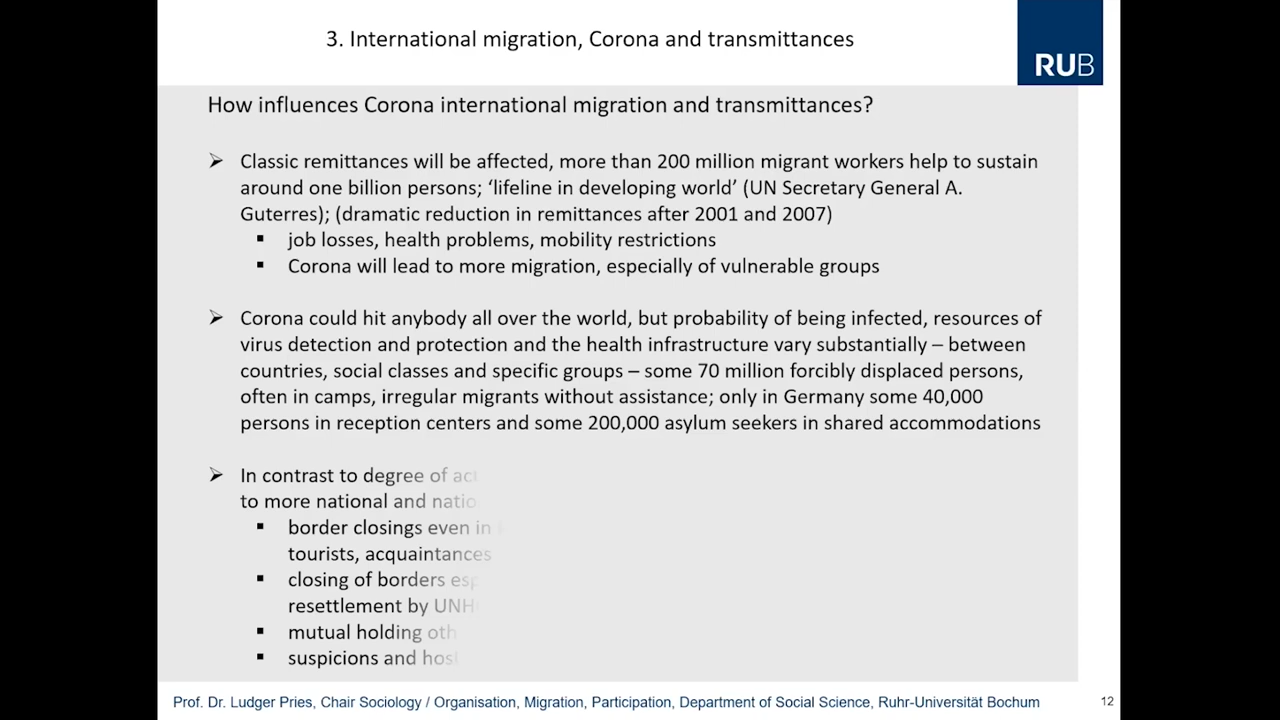 3. International migration, Corona and transmittances
RUB
How influences Corona international migration and transmittances?
➢ Classic remittances will be affected, more than 200 million migrant workers help to sustain
around one billion persons; ‘lifeline in developing world’ (UN Secretary General A.
Guterres); (dramatic reduction in remittances after 2001 and 2007)
▪ job losses, health problems, mobility restrictions
▪ Corona will lead to more migration, especially of vulnerable groups
➢ Corona could hit anybody all over the world, but probability of being infected, resources of
virus detection and protection and the health infrastructure vary substantially – between
countries, social classes and specific groups – some 70 million forcibly displaced persons,
often in camps, irregular migrants without assistance; only in Germany some 40,000
persons in reception centers and some 200,000 asylum seekers in shared accommodations
➢ In contrast to degree of
to more national and
▪ border closings even in
tourists, acquaintances
▪ closing of borders
resettlement by
▪ mutual holding
▪ suspicions and
Prof. Dr. Ludger Pries, Chair Sociology / Organisation, Migration, Participation, Department of Social Science, Ruhr-Universität Bochum
12